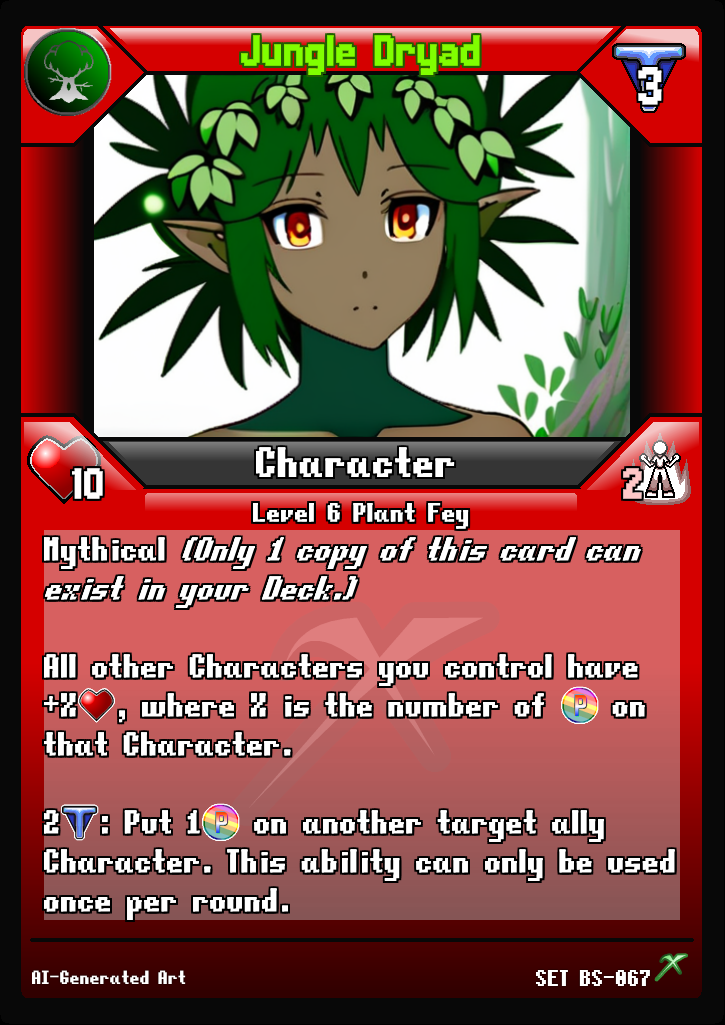 Jungle Dryad
3
Character
10
2
Level 6 Plant Fey
Mythical (Only 1 copy of this card can
exist in your Deck.)
All other Characters you control have
+X, where X is the number of P on
that Character.
2T: Put 1P on another target ally
Character. This ability can only be used
once per round.
AI-Generated Art
SET BS-067